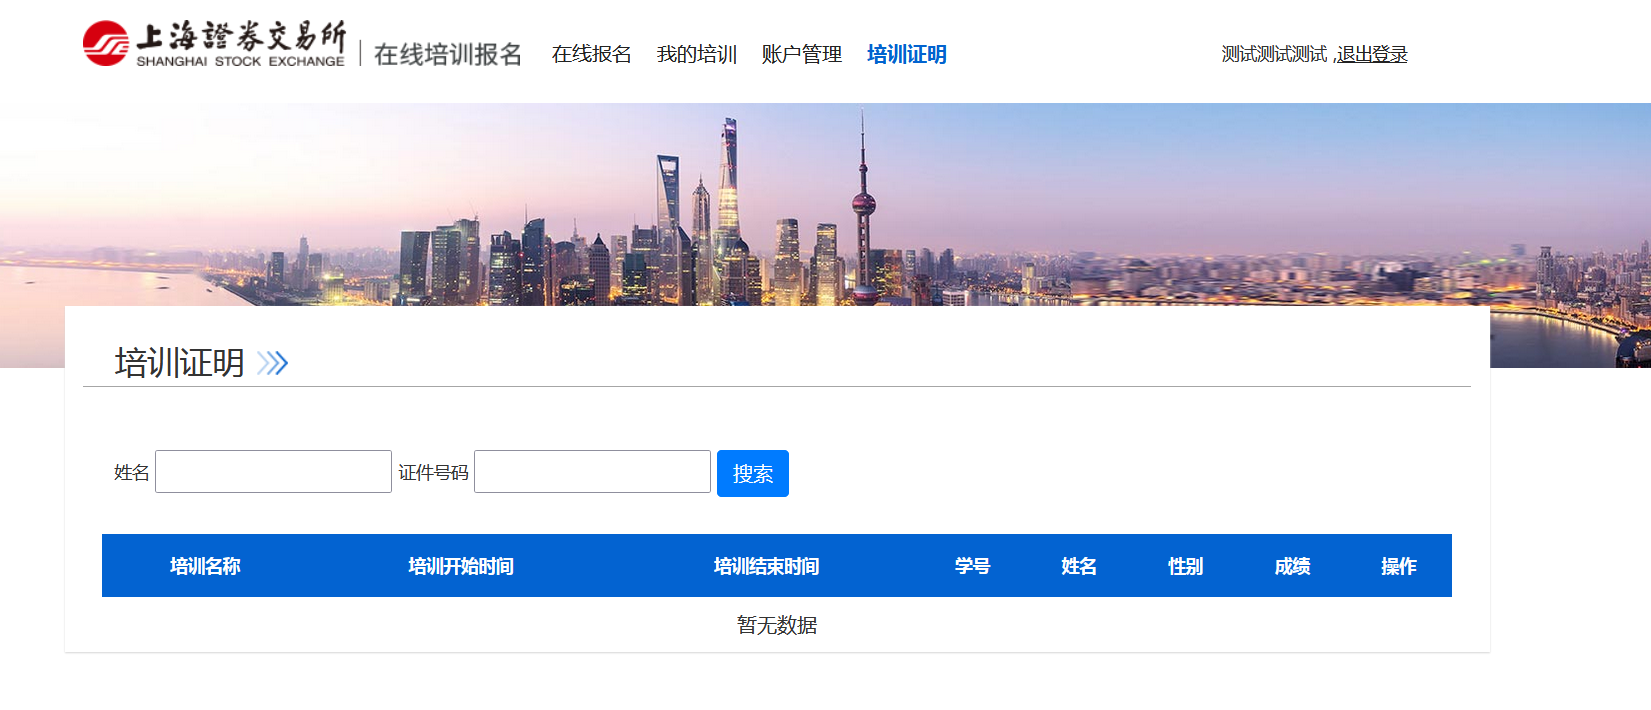 上海證券交易所
SHANGHAI STOCK EXCHANGE
在线培训报名
在线报名 我的培训 账户管理 培训证明
测试测试测试 ,退出登录
培训证明
姓名 证件号码 搜索
培训名称 培训开始时间 培训结束时间 学号 姓名 性别 成绩 操作
暂无数据